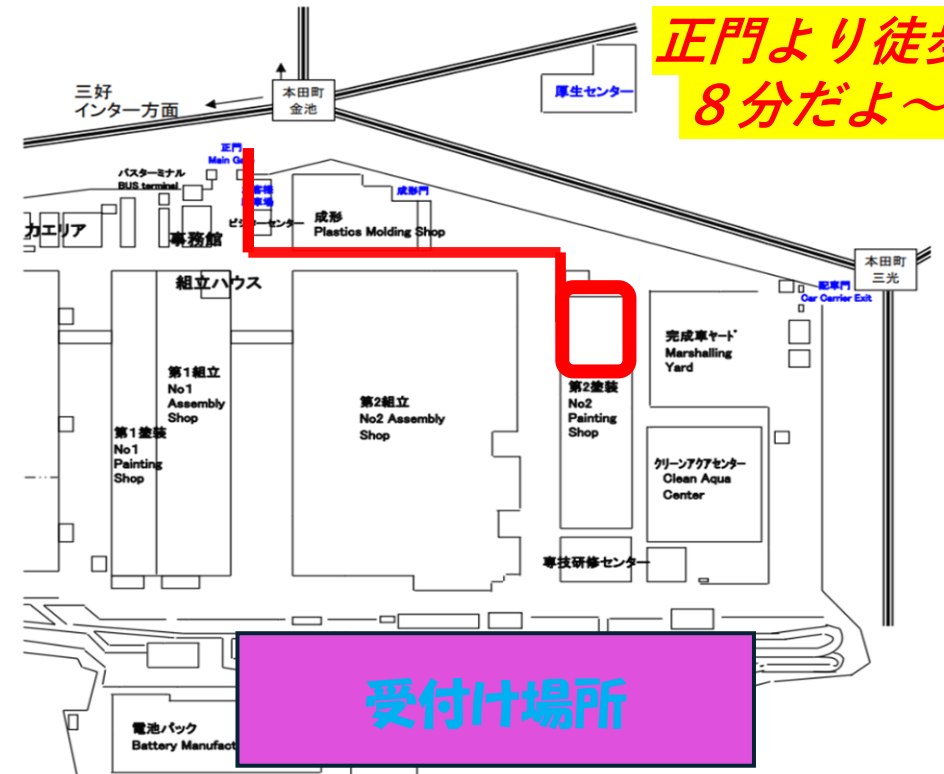 正門より徒歩
8分だよ～
三好
インター方面
本田町
金池
厚生センター
正門
Main Ga
バスターミナル
BUS terminal
成形門
カエリア
事務館
成形
Plastics Molding Shop
本田町
三光
組立ハウス
配車門
Car Carrier Exit
完成車ヤード
Marshalling
Yard
第1組立
No1
Assembly
Shop
第2組立
No2 Assembly
Shop
第2塗装
No2
Painting
Shop
第1塗装
No1
Painting
Shop
クリーンアクアセンター
Clean Aqua
Center
専技研修センター
受付け場所
電池パック
Battery Manufact